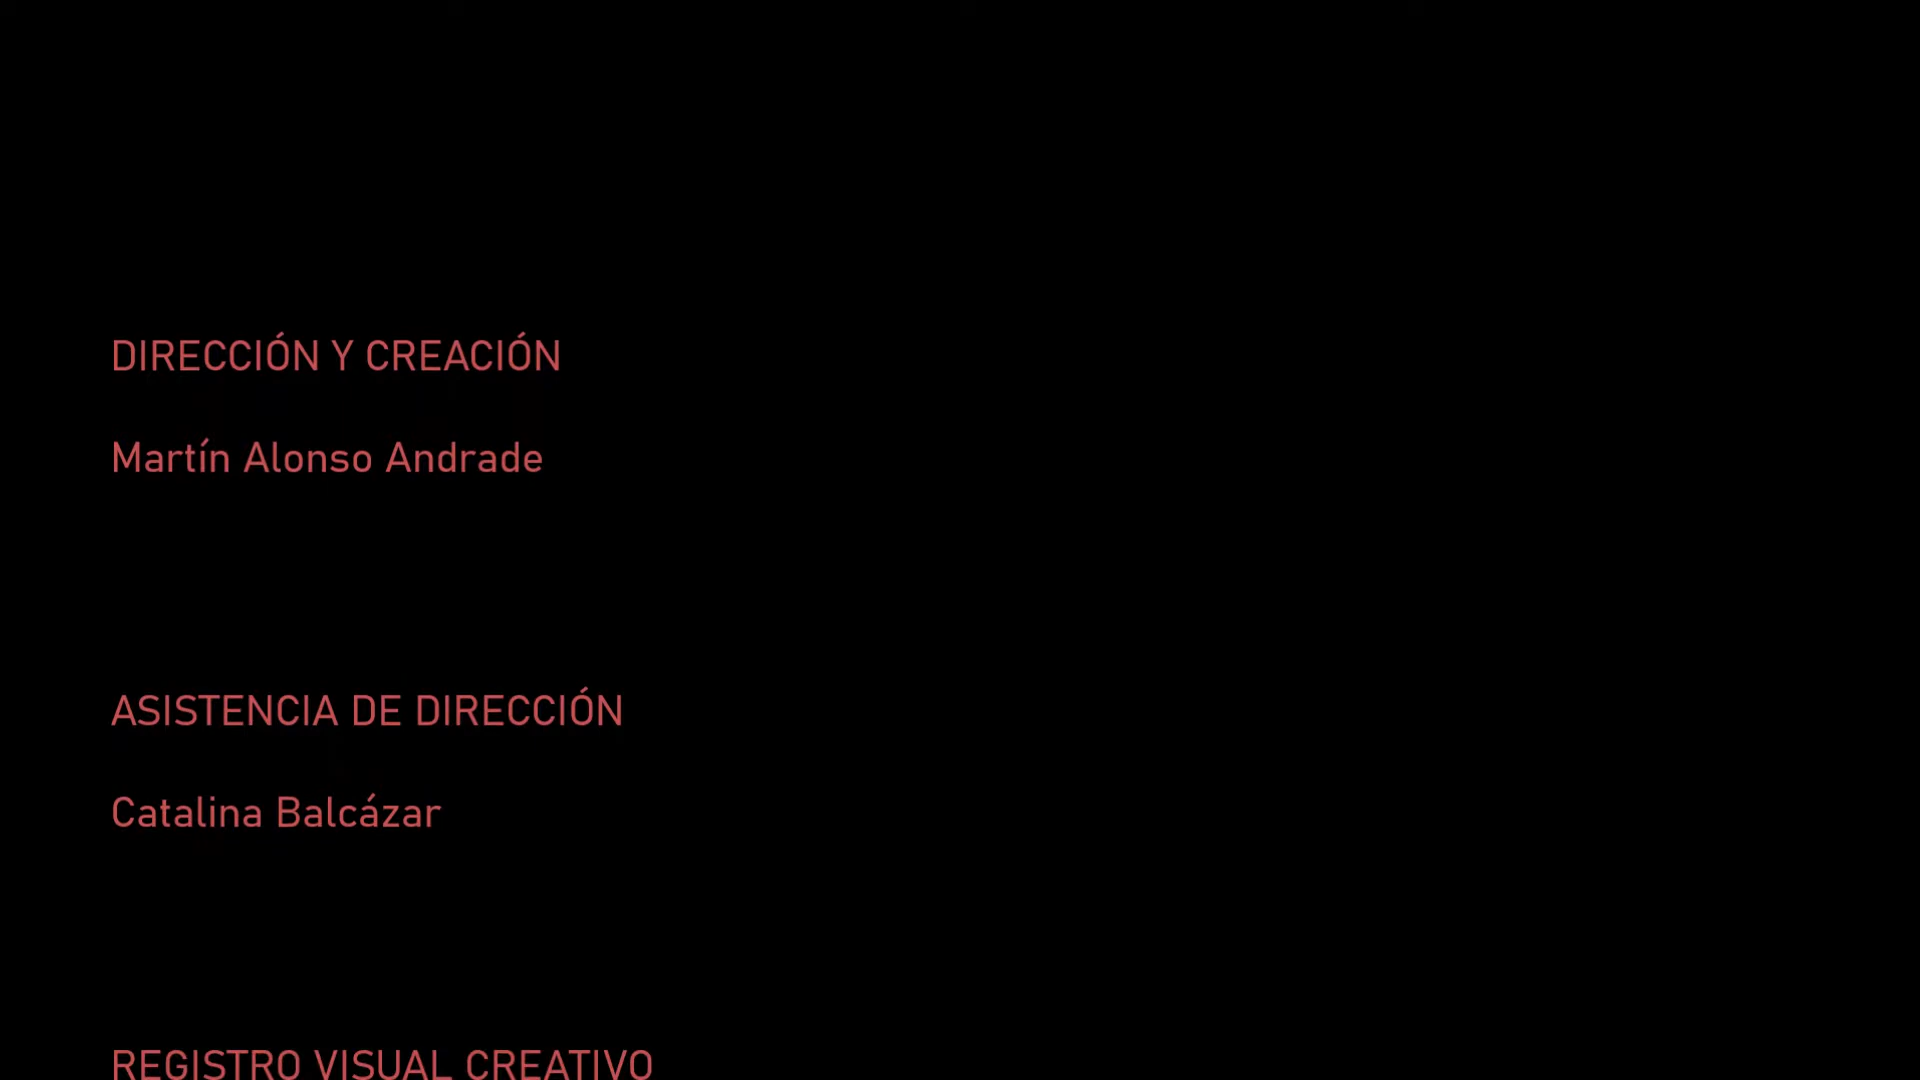 DIRECCIÓN Y CREACIÓN
Martín Alonso Andrade
ASISTENCIA DE DIRECCIÓN
Catalina Balcázar
REGISTRO VISUAL CREATIVO